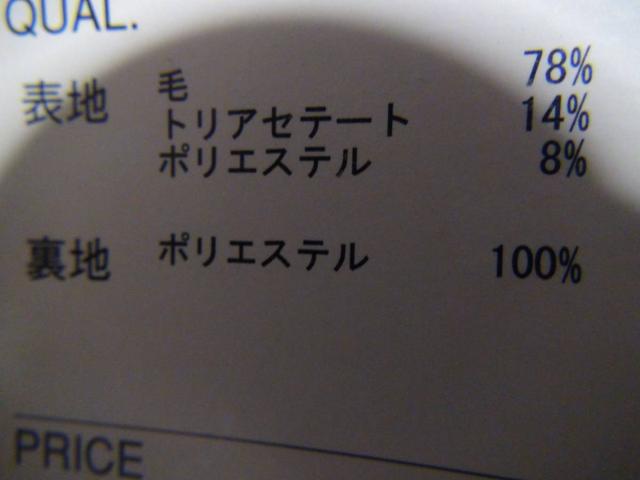 QUAL.
表地 毛 78%
トリアセテート 14%
ポリエステル 8%
裏地 ポリエステル 100%
PRICE